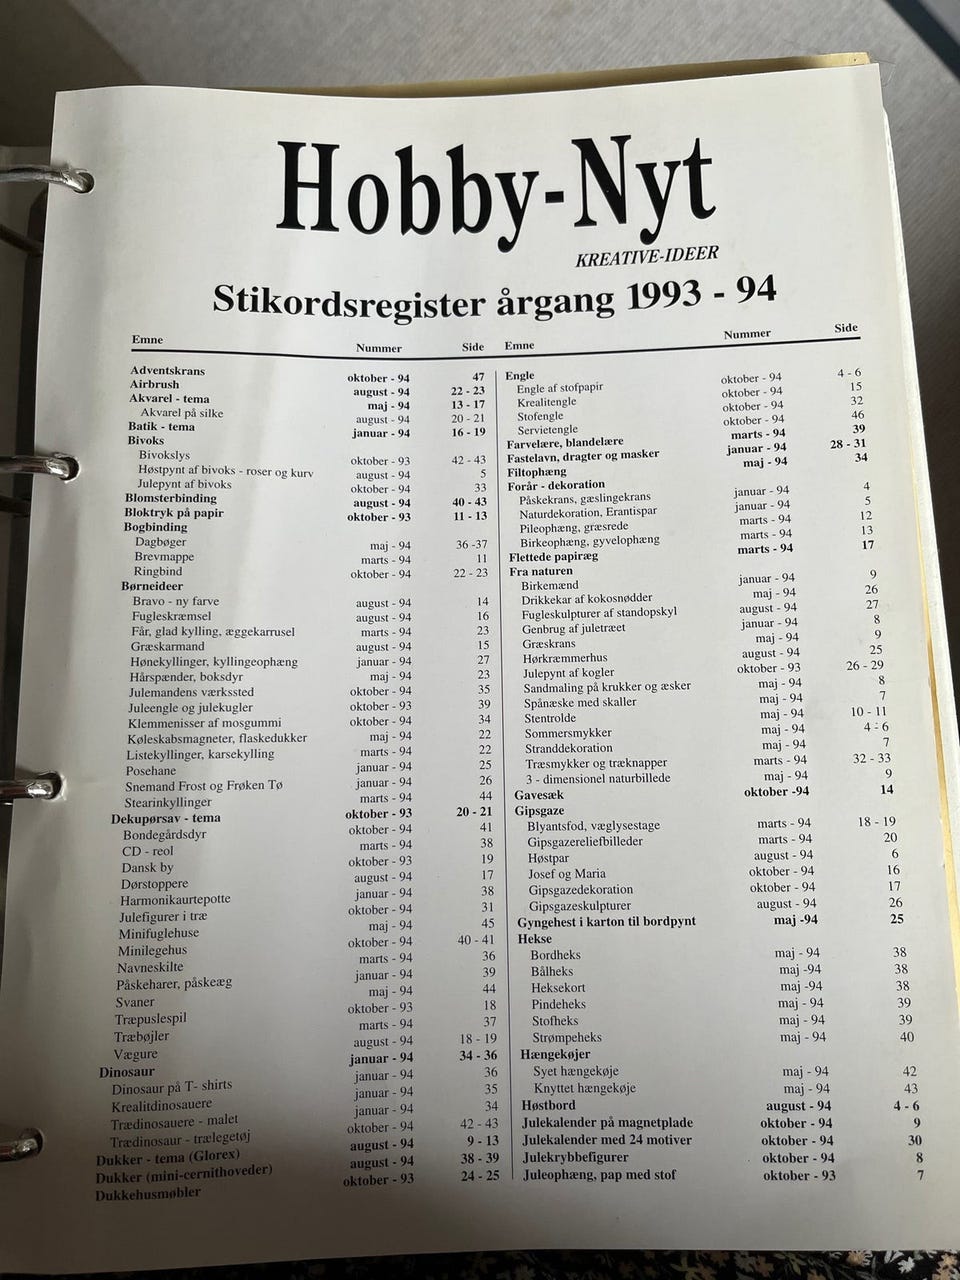 Hobby-Nyt
KREATIVE-IDEER
Stikordsregister årgang 1993 - 94
Emne Nummer Side
Adventskrans oktober - 94 47
Airbrush august - 94 22 - 23
Akvarel - tema maj - 94 13 - 17
Akvarel på silke august - 94 20 - 21
Batik - tema januar - 94 16 - 19
Bivoks
Bivokslys oktober - 93 42 - 43
Høstpynt af bivoks - roser og kurv august - 94 5
Julepynt af bivoks oktober - 94 33
Blomsterbinding august - 94 40 - 43
Bloktryk på papir oktober - 93 11 - 13
Bogbinding
Dagbøger maj - 94 36 -37
Brevmappe marts - 94 11
Ringbind oktober - 94 22 - 23
Børneideer
Bravo - ny farve august - 94 14
Fugleskræmsel august - 94 16
Får, glad kylling, æggekarrusel marts - 94 23
Græskarmand august - 94 15
Hønekyllinger, kyllingeophæng januar - 94 27
Hårspænder, boksdyr maj - 94 23
Julemandens værkssted oktober - 94 35
Juleengle og julekugler oktober - 93 39
Klemmenisser af mosgummi oktober - 94 34
Køleskabsmagneter, flaskedukker maj - 94 22
Listekyllinger, karsekylling marts - 94 22
Posehane januar - 94 25
Snemand Frost og Frøken Tø januar - 94 26
Stearinkyllinger marts - 94 44
Dekupørsav - tema oktober - 93 20 - 21
Bondegårdsdyr oktober - 94 41
CD - reol marts - 94 38
Dansk by oktober - 93 19
Dørstoppere august - 94 17
Harmonikaurtepotte januar - 94 38
Julefigurer i træ oktober - 94 31
Minifuglehuse maj - 94 45
Minilegehus oktober - 94 40 - 41
Navneskilte marts - 94 36
Påskeharer, påskeæg januar - 94 39
Svaner maj - 94 44
Træpuslespil oktober - 93 18
Træbøjler marts - 94 37
Vægure august - 94 18 - 19
Dinosaur januar - 94 34 - 36
Dinosaur på T- shirts januar - 94 36
Krealitdinosauere januar - 94 35
Trædinosauere - malet januar - 94 34
Trædinosaur - trælegetøj oktober - 94 42 - 43
Dukker - tema (Glorex) august - 94 9 - 13
Dukker (mini-cernithoveder) august - 94 38 - 39
Dukkehusmøbler oktober - 93 24 - 25
Emne Nummer Side
Engle
Engle af stofpapir oktober - 94 4 - 6
Krealitengle oktober - 94 15
Stofengle oktober - 94 32
Servietengle oktober - 94 46
Farvelære, blandelære marts - 94 39
Fastelavn, dragter og masker januar - 94 28 - 31
Filtophæng maj - 94 34
Forår - dekoration
Påskekrans, gæslingekrans januar - 94 4
Naturdekoration, Erantispar januar - 94 5
Pileophæng, græsrede marts - 94 12
Birkeophæng, gyvelophæng marts - 94 13
Flettede papiræg marts - 94 17
Fra naturen
Birkemænd januar - 94 9
Drikkekar af kokosnødder maj - 94 26
Fugleskulpturer af standopskyl august - 94 27
Genbrug af juletræet januar - 94 8
Græskrans maj - 94 9
Hørkræmmerhus august - 94 25
Julepynt af kogler oktober - 93 26 - 29
Sandmaling på krukker og æsker maj - 94 8
Spånæske med skaller maj - 94 7
Stentrolde maj - 94 10 - 11
Sommersmykker maj - 94 4 - 6
Stranddekoration maj - 94 7
Træsmykker og træknapper marts - 94 32 - 33
3 - dimensionel naturbillede maj - 94 9
Gavesæk oktober -94 14
Gipsgaze
Blyantsfod, væglysestage marts - 94 18 - 19
Gipsgazereliefbilleder marts - 94 20
Høstpar august - 94 6
Josef og Maria oktober - 94 16
Gipsgazedekoration oktober - 94 17
Gipsgazeskulpturer august - 94 26
Gyngehest i karton til bordpynt maj -94 25
Hekse
Bordheks maj - 94 38
Bålheks maj -94 38
Heksekort maj -94 38
Pindeheks maj - 94 39
Stofheks maj - 94 39
Strømpeheks maj - 94 40
Hængekøjer
Syet hængekøje maj - 94 42
Knyttet hængekøje maj - 94 43
Høstbord august - 94 4 - 6
Julekalender på magnetplade oktober - 94 9
Julekalender med 24 motiver oktober - 94 30
Julekrybbefigurer oktober - 94 8
Juleophæng, pap med stof oktober - 93 7